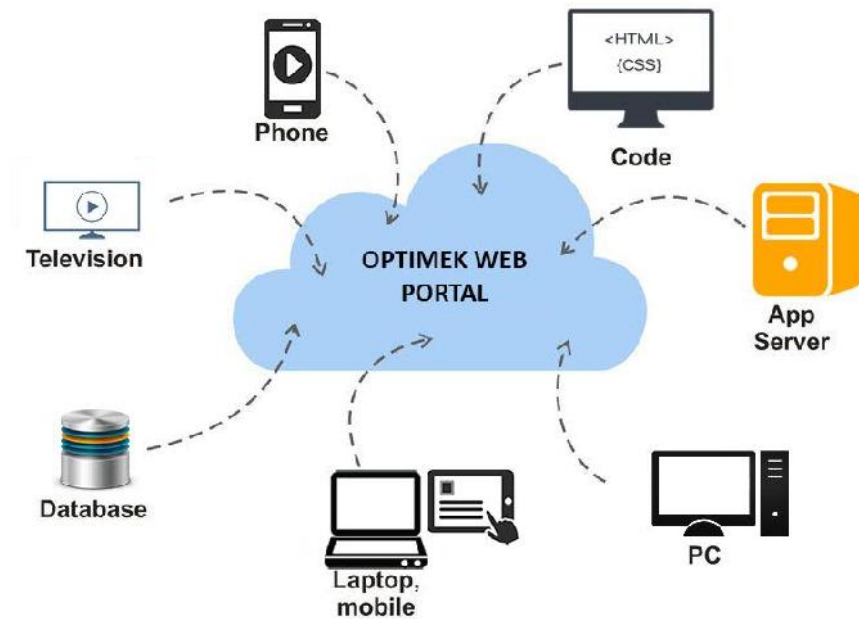 Phone
<HTML>
{CSS}
Code
Television
OPTIMEK WEB
PORTAL
App
Server
Database
Laptop,
mobile
PC